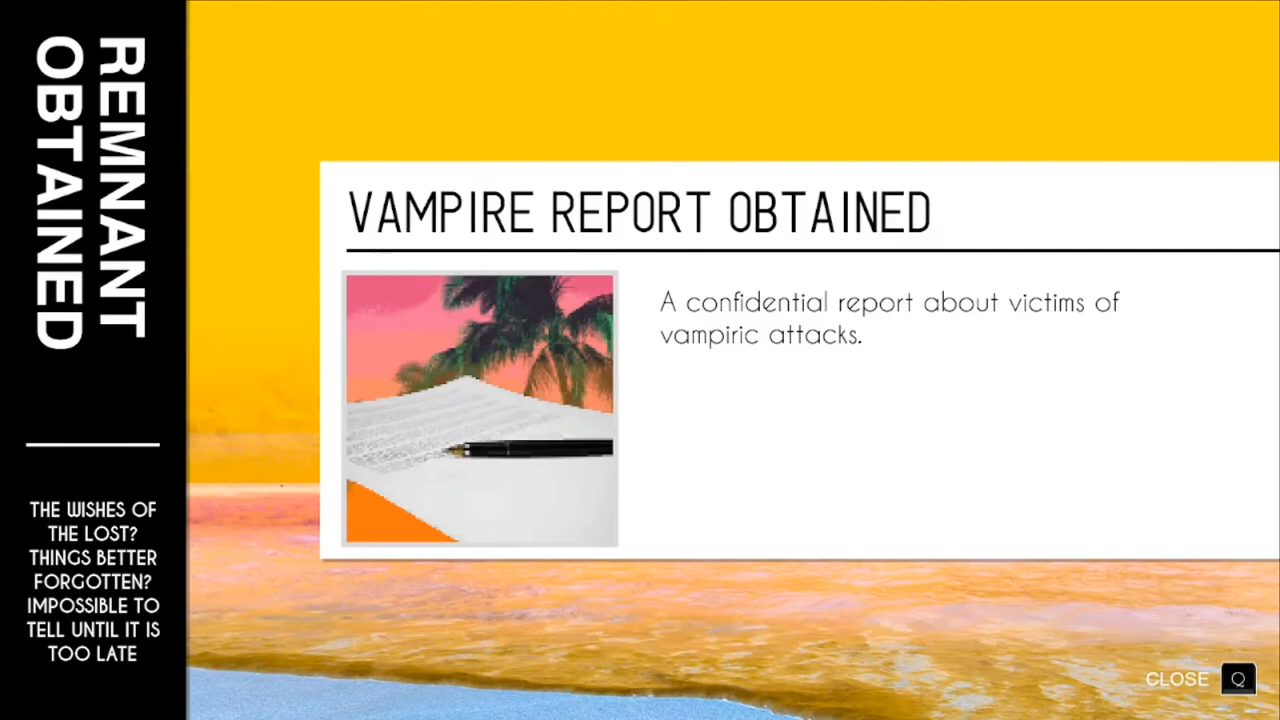 REMNANT
OBTAINED
THE WISHES OF
THE LOST?
THINGS BETTER
FORGOTTEN?
IMPOSSIBLE TO
TELL UNTIL IT IS
TOO LATE
VAMPIRE REPORT OBTAINED
A confidential report about victims of
vampiric attacks.
CLOSE Q